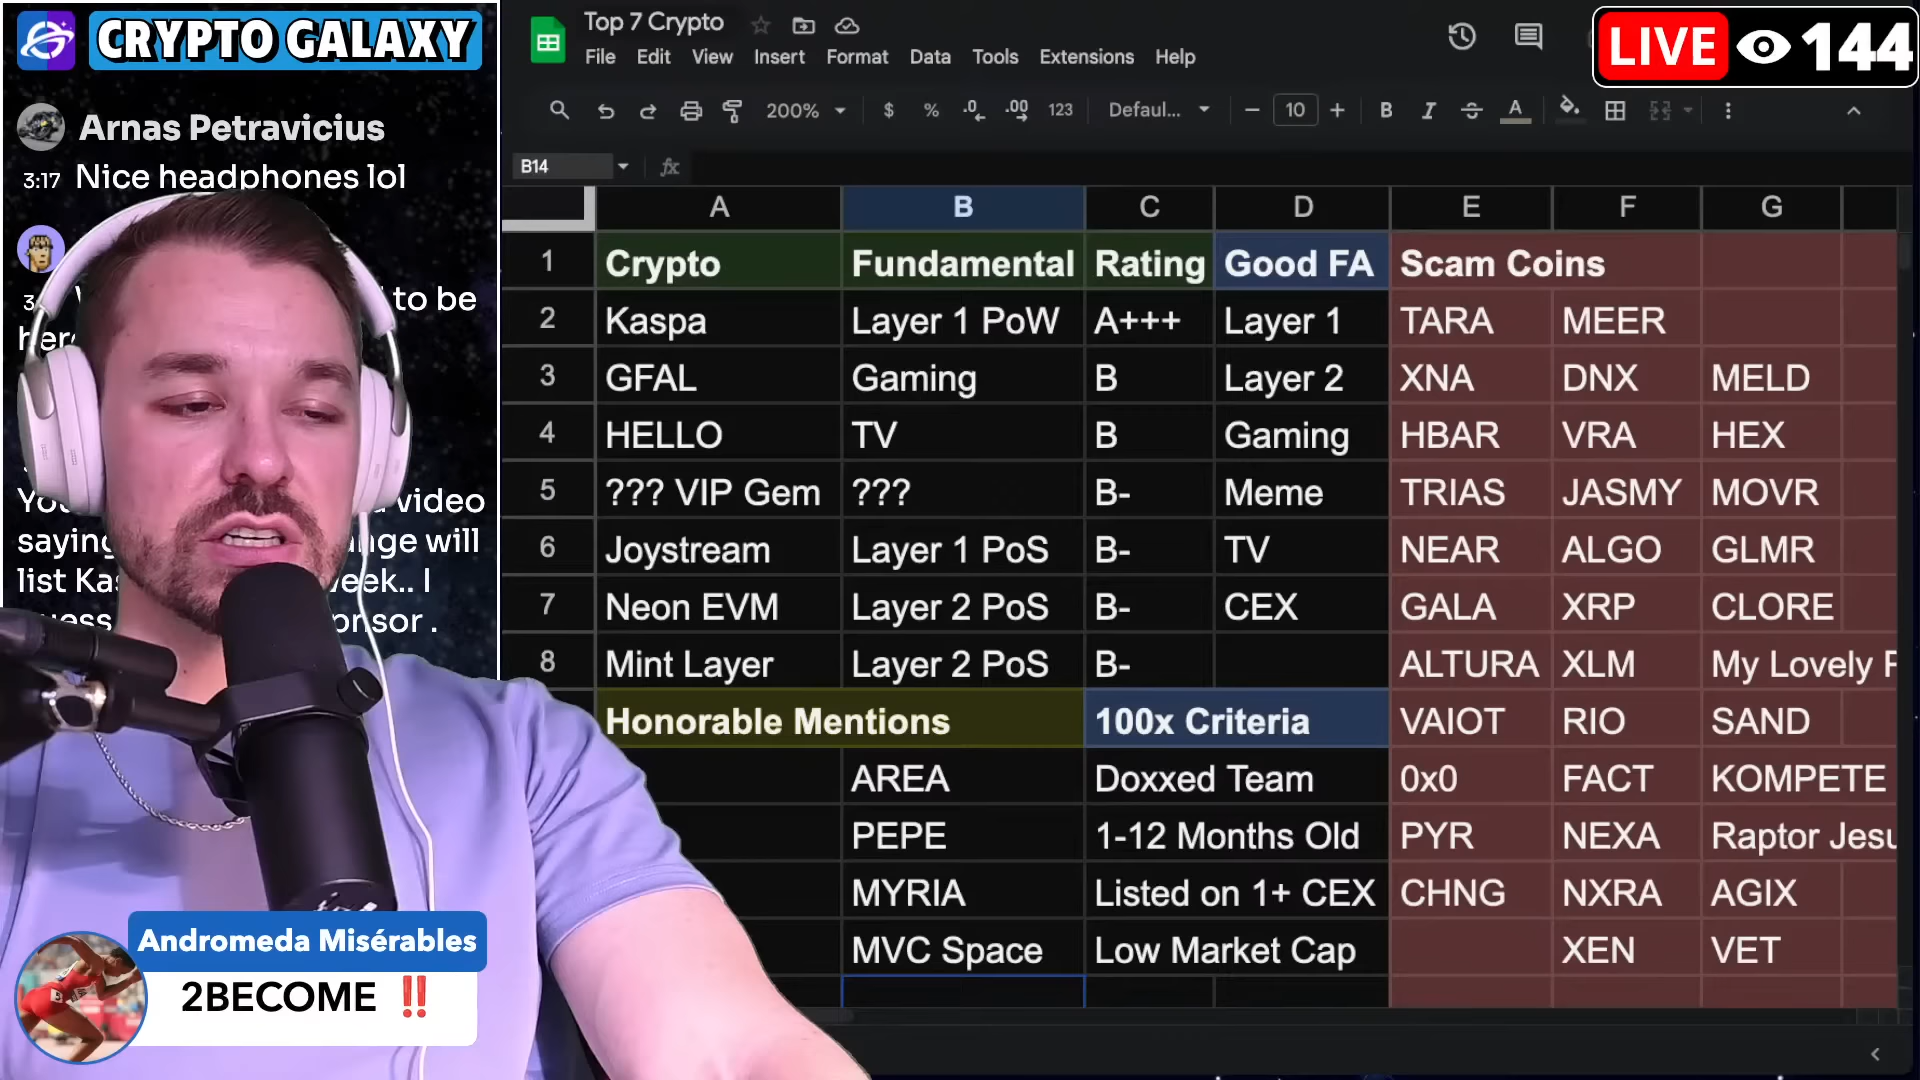 CRYPTO GALAXY
Arnas Petravicius
3:17 Nice headphones lol
to be
video
saying
will
list
I
Andromeda Misérables
2BECOME ‼️
Top 7 Crypto
File Edit View Insert Format Data Tools Extensions Help
LIVE 144
200% $ % .0 .00 123 Defaul... 10 B I S A
B14 fx
A B C D E F G
1 Crypto Fundamental Rating Good FA Scam Coins
2 Kaspa Layer 1 PoW A+++ Layer 1 TARA MEER
3 GFAL Gaming B Layer 2 XNA DNX MELD
4 HELLO TV B Gaming HBAR VRA HEX
5 ??? VIP Gem ??? B- Meme TRIAS JASMY MOVR
6 Joystream Layer 1 PoS B- TV NEAR ALGO GLMR
7 Neon EVM Layer 2 PoS B- CEX GALA XRP CLORE
8 Mint Layer Layer 2 PoS B- ALTURA XLM My Lovely
Honorable Mentions 100x Criteria VAIOT RIO SAND
AREA Doxxed Team 0x0 FACT KOMPETE
PEPE 1-12 Months Old PYR NEXA Raptor
MYRIA Listed on 1+ CEX CHNG NXRA AGIX
MVC Space Low Market Cap XEN VET